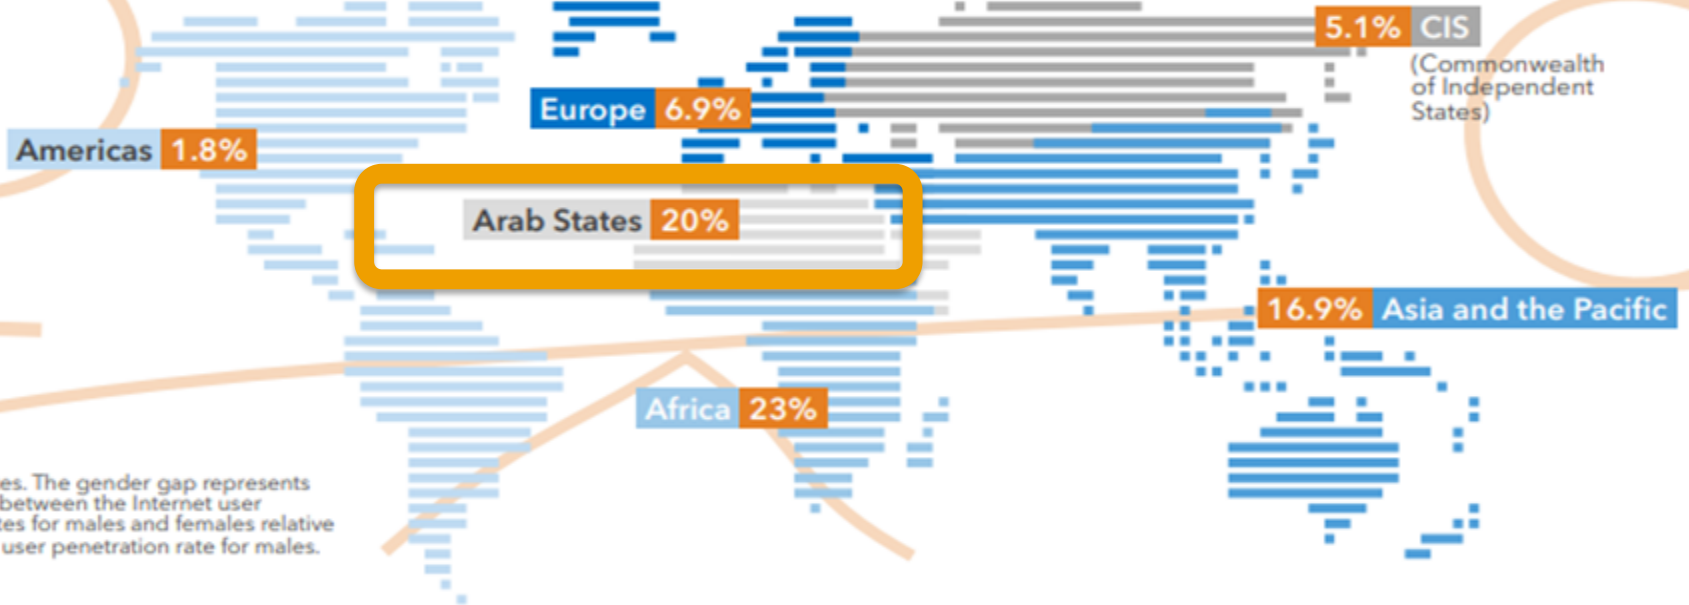 5.1% CIS
(Commonwealth
of Independent
States)
Europe 6.9%
Americas 1.8%
Arab States 20%
16.9% Asia and the Pacific
Africa 23%
es. The gender gap represents
between the Internet user
tes for males and females relative
user penetration rate for males.